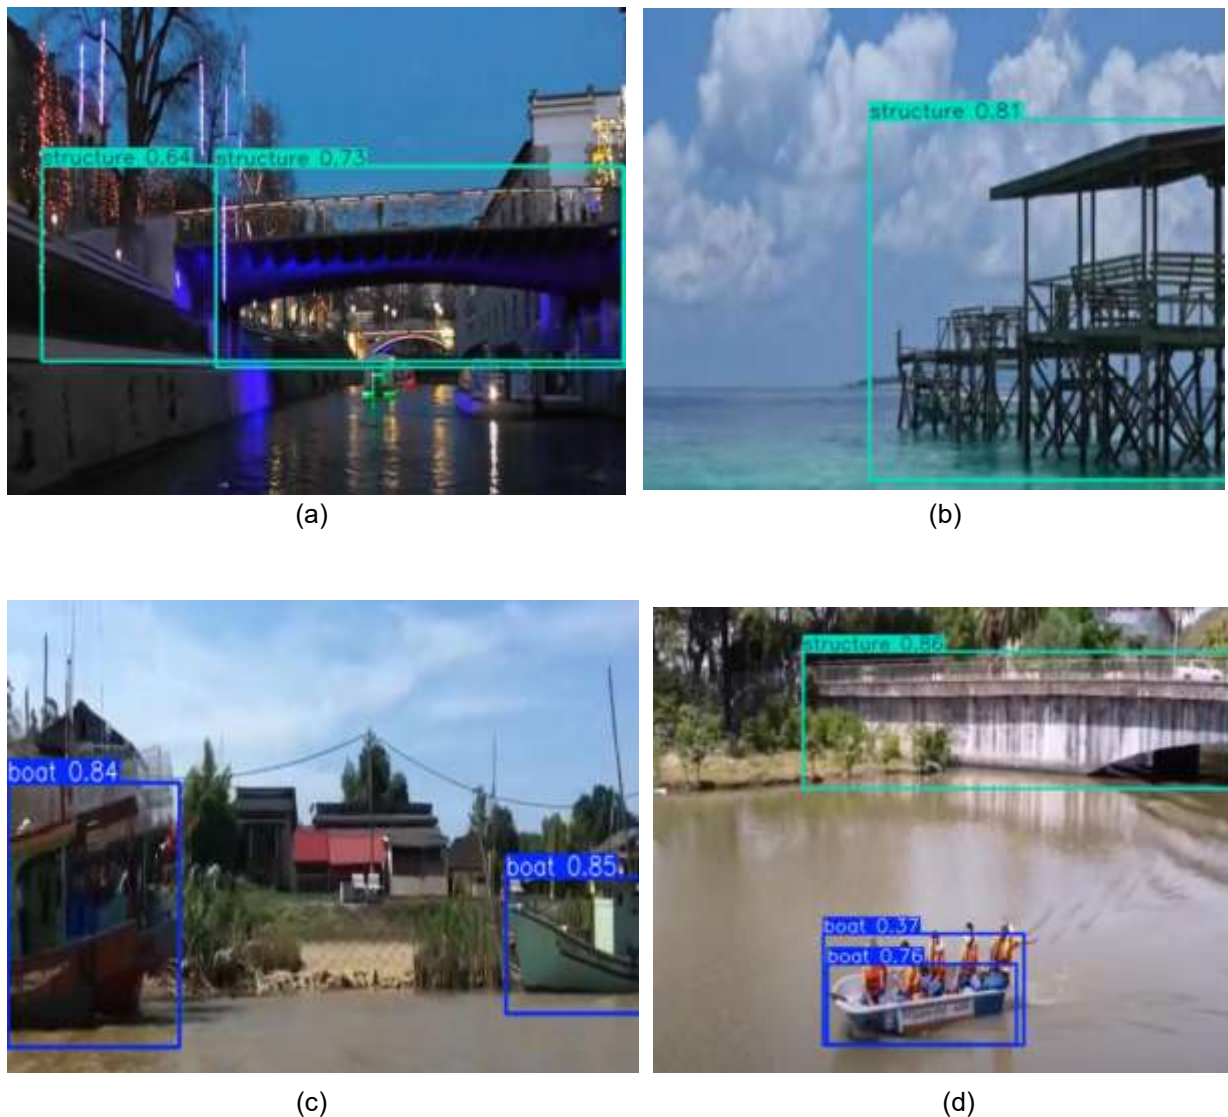 structure 0.64
structure 0.73
structure 0.81
(a)
(b)
structure 0.86
boat 0.84
boat 0.85
boat 0.37
boat 0.76
(c)
(d)